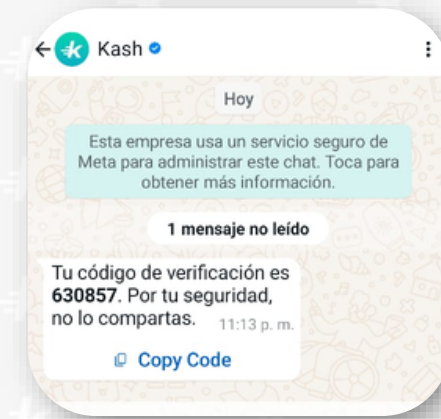 Kash
Hoy
Esta empresa usa un servicio seguro de
Meta para administrar este chat. Toca para
obtener más información.
1 mensaje no leído
Tu código de verificación es
630857. Por tu seguridad,
no lo compartas. 11:13 p. m.
Copy Code